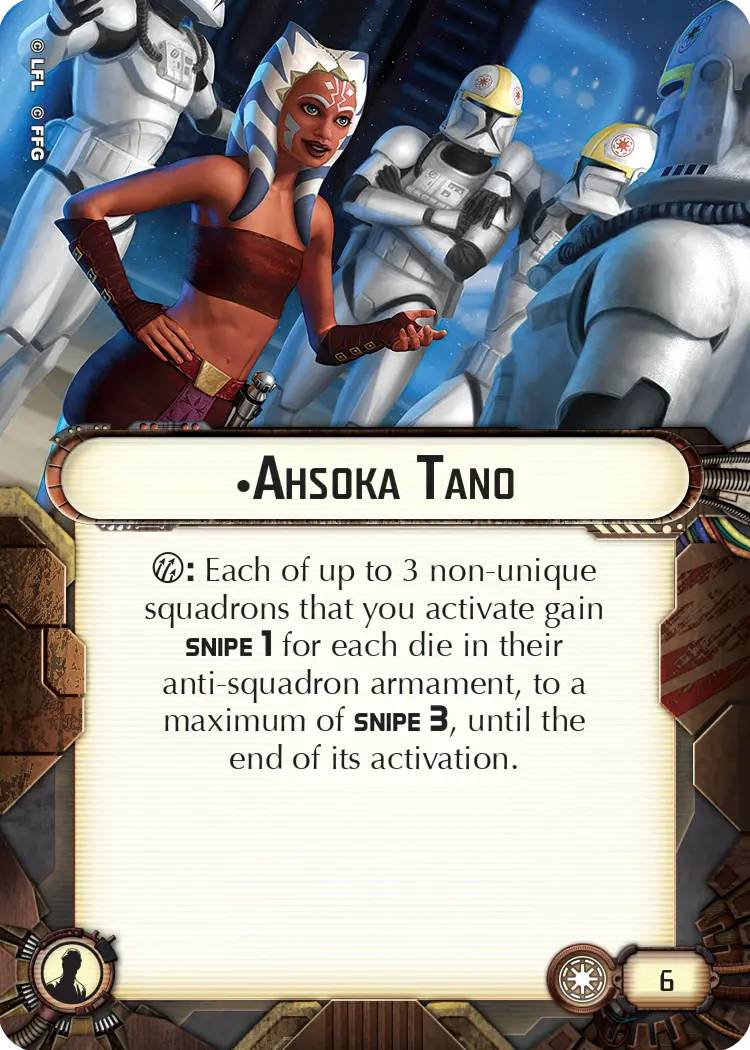 © LFL © FFG
•Ahsoka Tano
: Each of up to 3 non-unique
squadrons that you activate gain
SNIPE 1 for each die in their
anti-squadron armament, to a
maximum of SNIPE 3, until the
end of its activation.
6